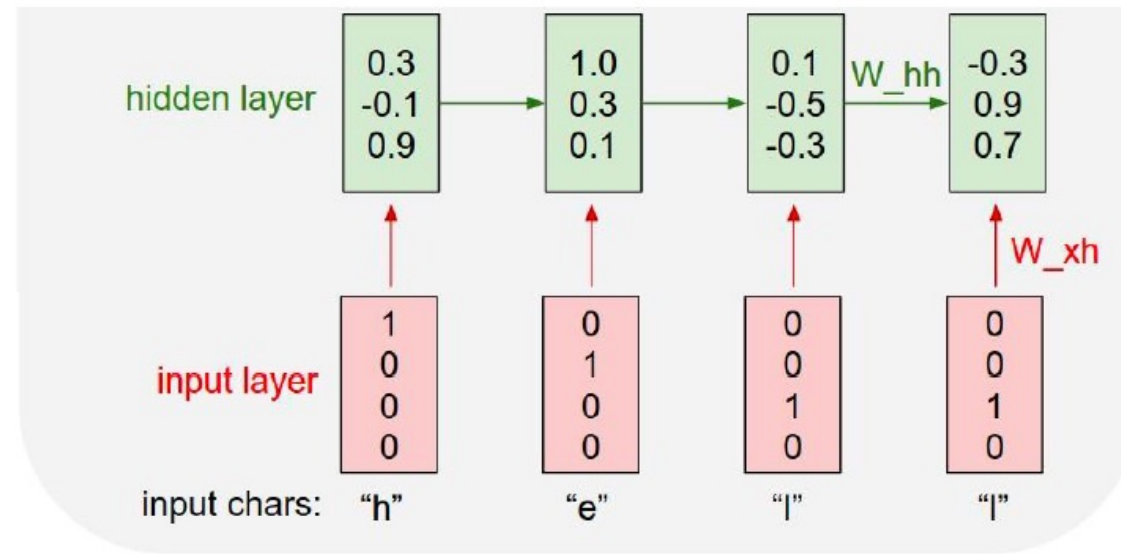 0.3 1.0 0.1 W_hh -0.3
hidden layer -0.1 0.3 -0.5 0.9
0.9 0.1 -0.3 0.7
W_xh
1 0 0 0
0 1 0 0
input layer
0 0 1 1
0 0 0 0
input chars: “h” “e” “l” “l”